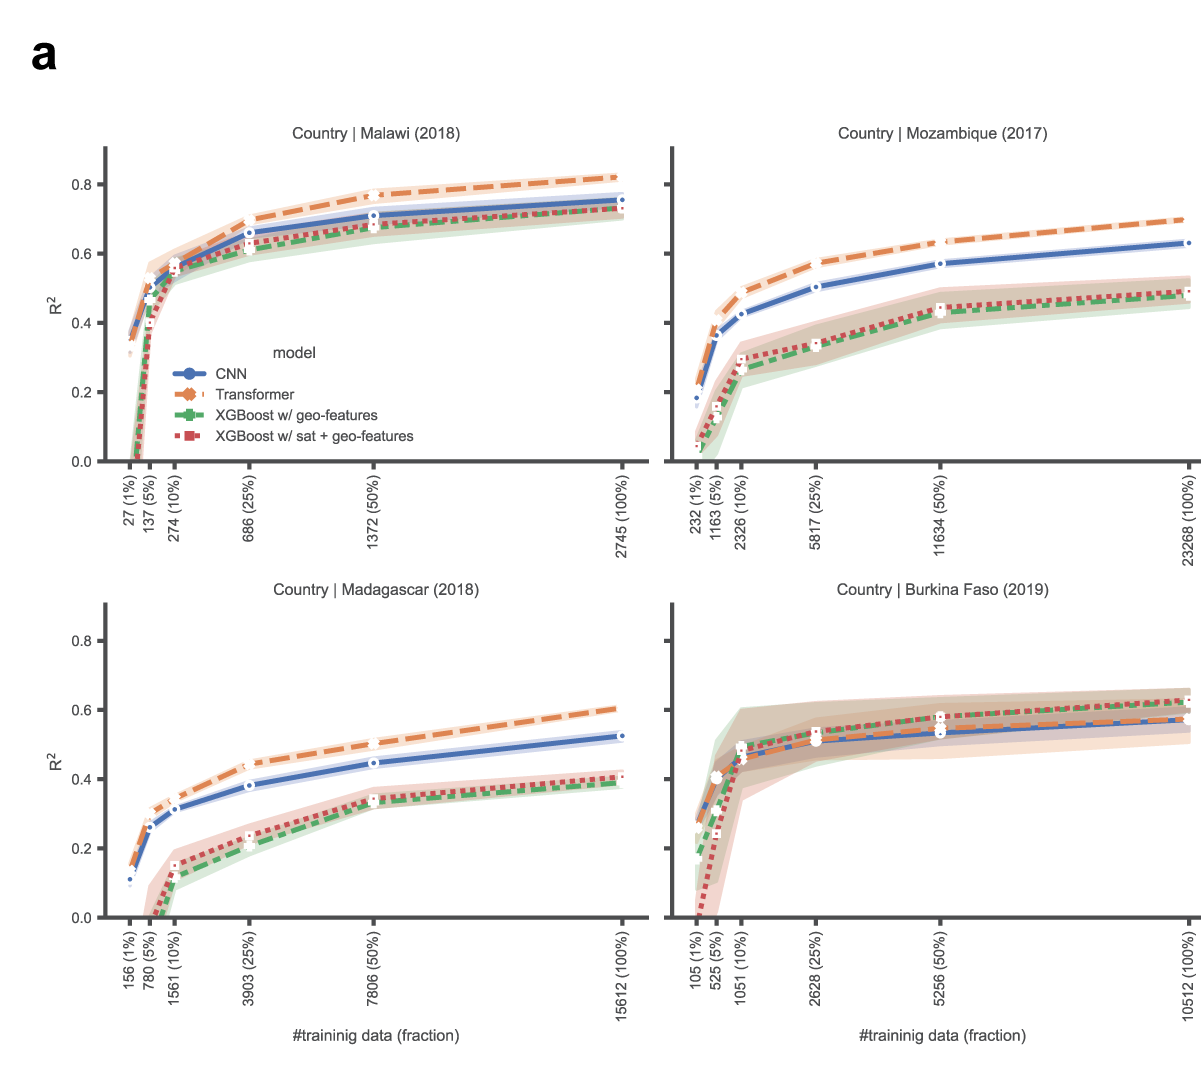 a
Country | Malawi (2018)
Country | Mozambique (2017)
R2
0.8
0.6
0.4
0.2
0.0
model
CNN
Transformer
XGBoost w/ geo-features
XGBoost w/ sat + geo-features
27 (1%)
137 (5%)
274 (10%)
686 (25%)
1372 (50%)
2745 (100%)
232 (1%)
1163 (5%)
2326 (10%)
5817 (25%)
11634 (50%)
23268 (100%)
Country | Madagascar (2018)
Country | Burkina Faso (2019)
R2
0.8
0.6
0.4
0.2
0.0
156 (1%)
780 (5%)
1561 (10%)
3903 (25%)
7806 (50%)
15612 (100%)
105 (1%)
525 (5%)
1051 (10%)
2628 (25%)
5256 (50%)
10512 (100%)
#traininig data (fraction)
#traininig data (fraction)